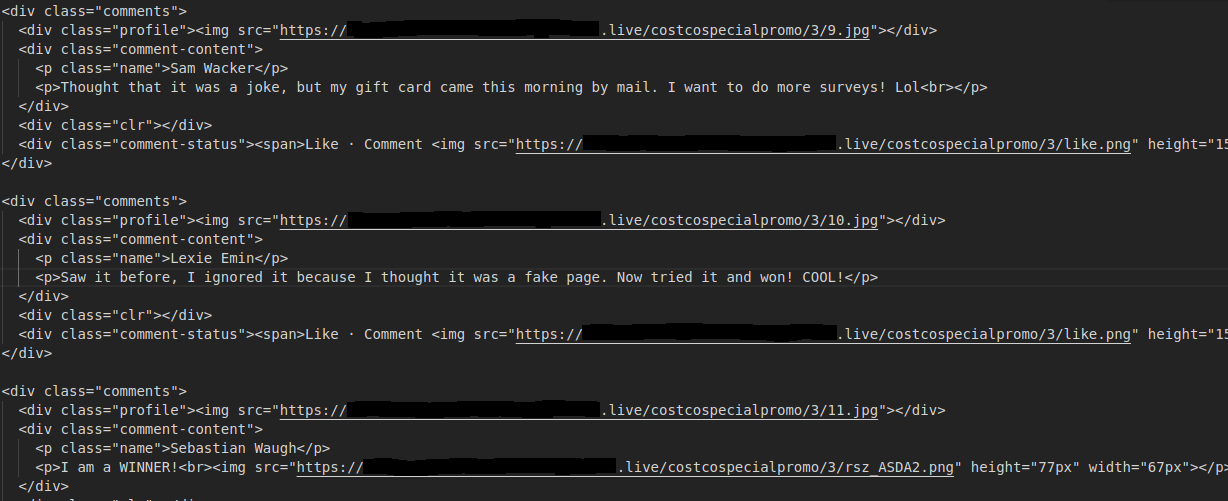 <div class="comments">
<div class="profile"><img src="https:// .live/costcospecialpromo/3/9.jpg"></div>
<div class="comment-content">
<p class="name">Sam Wacker</p>
<p>Thought that it was a joke, but my gift card came this morning by mail. I want to do more surveys! Lol<br></p>
</div>
<div class="clr"></div>
<div class="comment-status"><span>Like · Comment <img src="https:// .live/costcospecialpromo/3/like.png" height="15
</div>
<div class="comments">
<div class="profile"><img src="https:// .live/costcospecialpromo/3/10.jpg"></div>
<div class="comment-content">
<p class="name">Lexie Emin</p>
<p>Saw it before, I ignored it because I thought it was a fake page. Now tried it and won! COOL!</p>
</div>
<div class="clr"></div>
<div class="comment-status"><span>Like · Comment <img src="https:// .live/costcospecialpromo/3/like.png" height="15
</div>
<div class="comments">
<div class="profile"><img src="https:// .live/costcospecialpromo/3/11.jpg"></div>
<div class="comment-content">
<p class="name">Sebastian Waugh</p>
<p>I am a WINNER!<br><img src="https:// .live/costcospecialpromo/3/rsz_ASDA2.png" height="77px" width="67px"></p>
</div>